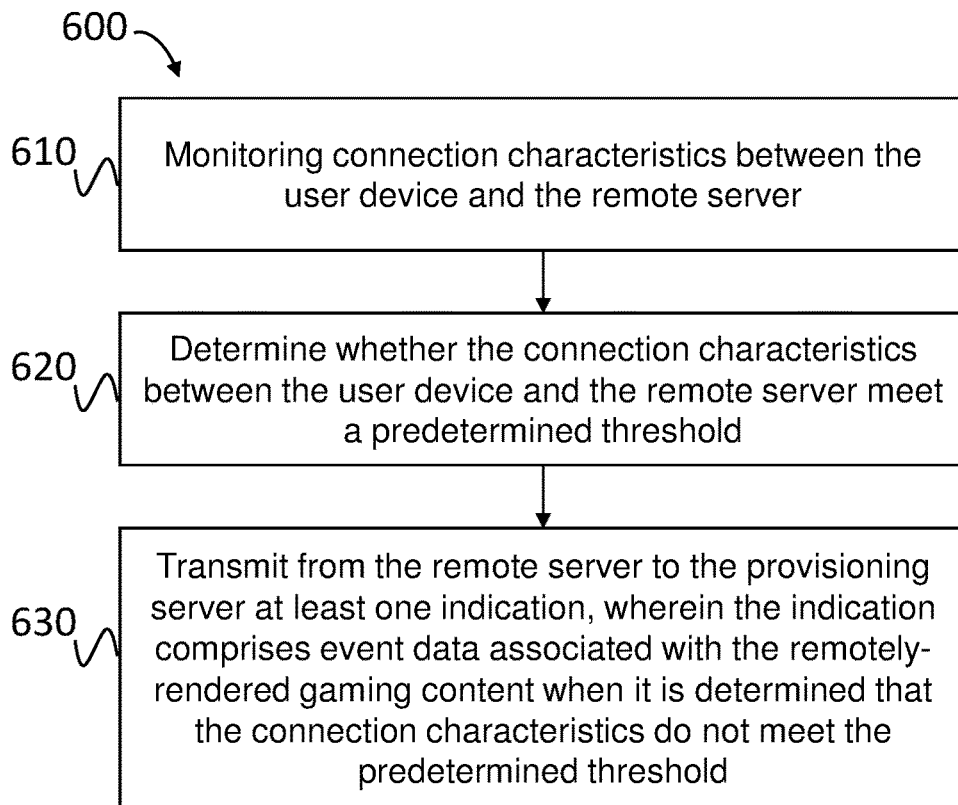 600
610
Monitoring connection characteristics between the
user device and the remote server
620
Determine whether the connection characteristics
between the user device and the remote server meet
a predetermined threshold
630
Transmit from the remote server to the provisioning
server at least one indication, wherein the indication
comprises event data associated with the remotely-
rendered gaming content when it is determined that
the connection characteristics do not meet the
predetermined threshold